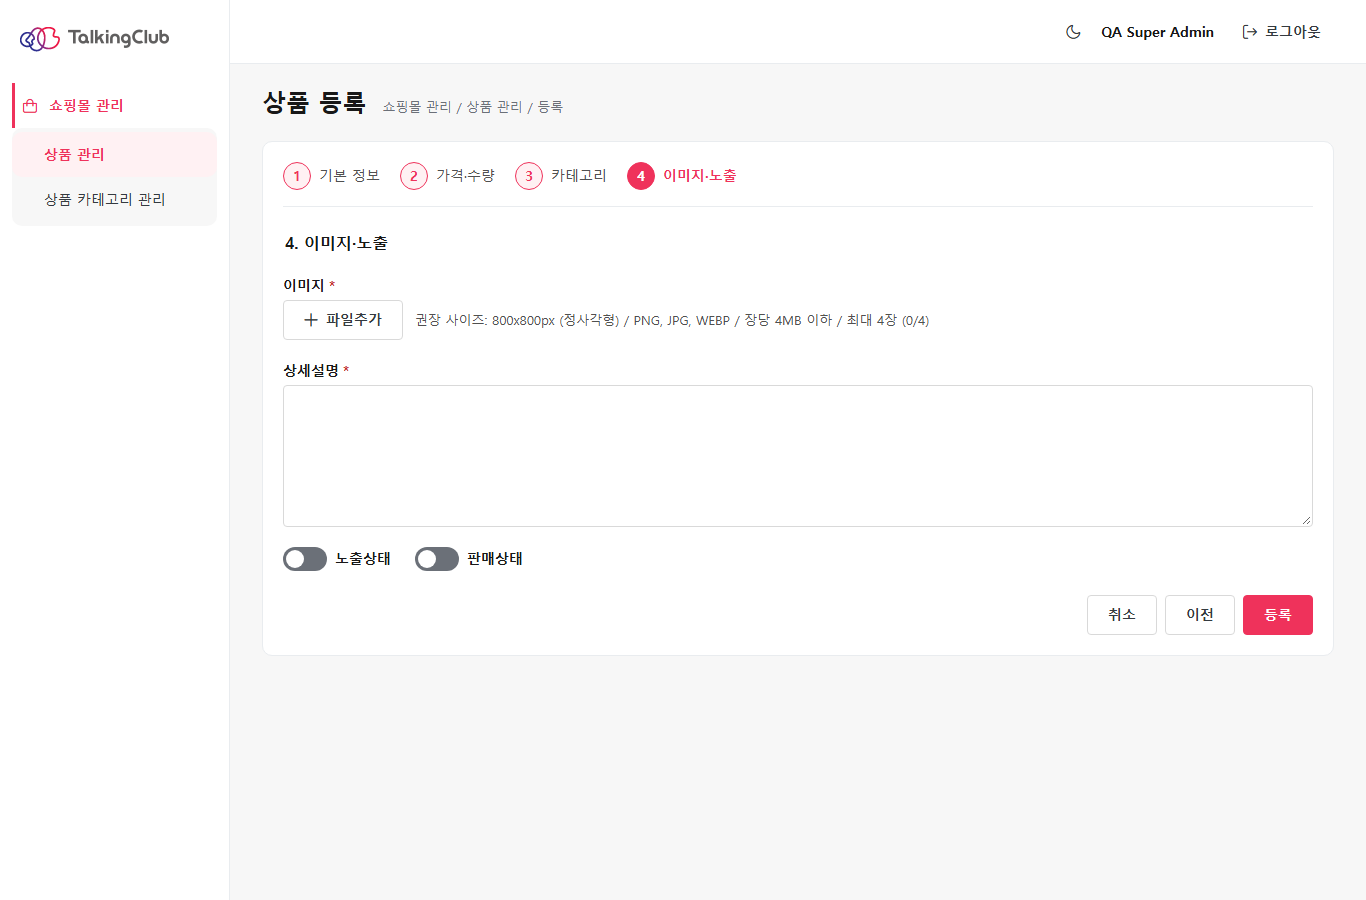 TalkingClub
QA Super Admin
로그아웃
쇼핑몰 관리
상품 관리
상품 카테고리 관리
상품 등록
쇼핑몰 관리 / 상품 관리 / 등록
1 기본 정보 2 가격·수량 3 카테고리 4 이미지·노출
4. 이미지·노출
이미지 *
파일추가 권장 사이즈: 800x800px (정사각형) / PNG, JPG, WEBP / 장당 4MB 이하 / 최대 4장 (0/4)
상세설명 *
노출상태 판매상태
취소 이전 등록